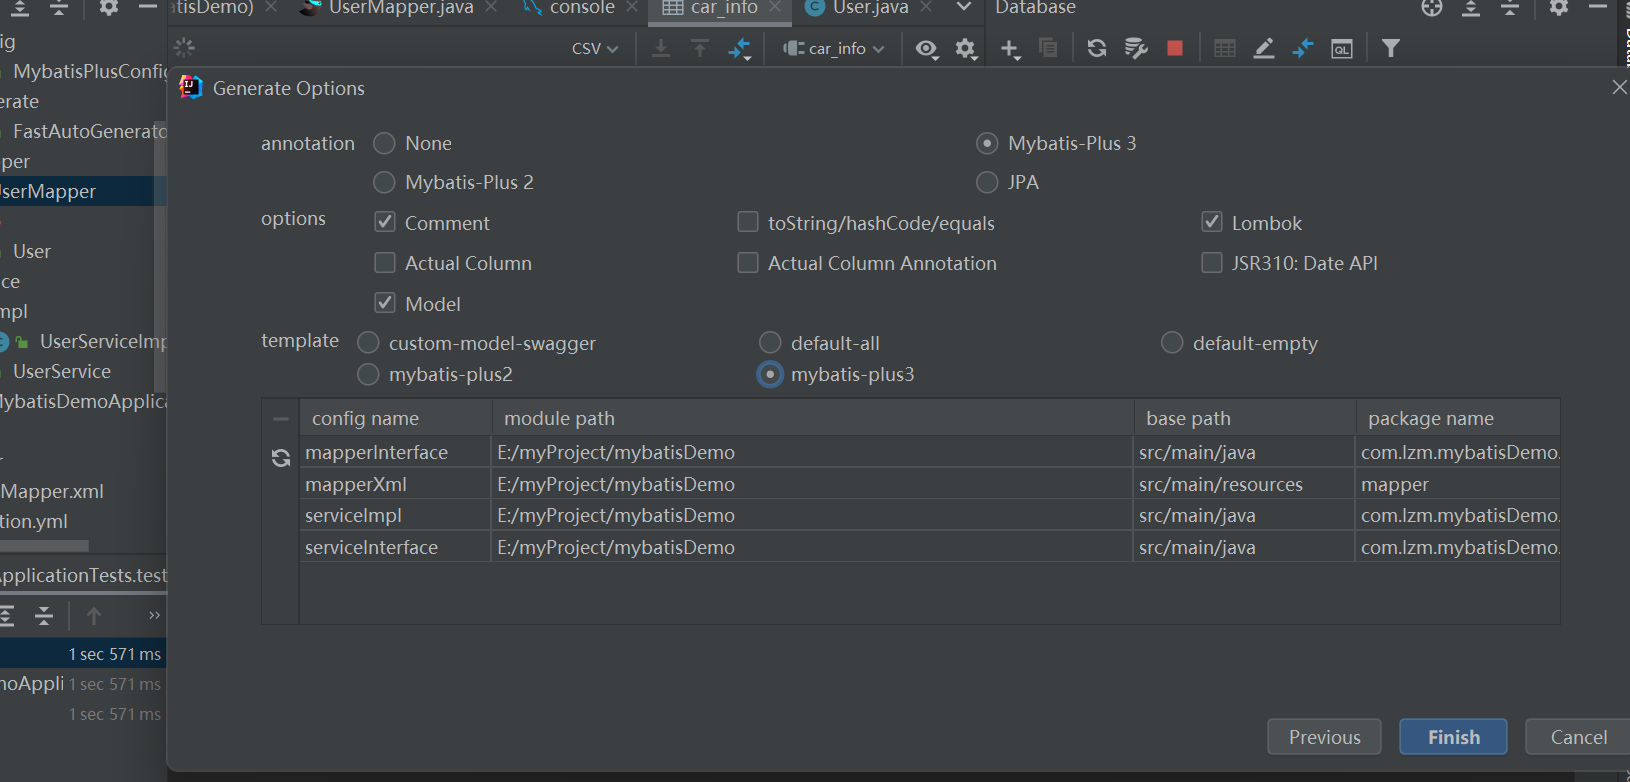 atisDemo)
UserMapper.java
console
car_info
User.java
Database
CSV
car_info
MybatisPlusConfig
erate
FastAutoGenerato
pper
UserMapper
User
ce
mpl
UserServiceImp
UserService
MybatisDemoApplica
Mapper.xml
tion.yml
ApplicationTests.test
1 sec 571 ms
moAppli 1 sec 571 ms
1 sec 571 ms
Generate Options
annotation
None
Mybatis-Plus 3
Mybatis-Plus 2
JPA
options
Comment
toString/hashCode/equals
Lombok
Actual Column
Actual Column Annotation
JSR310: Date API
Model
template
custom-model-swagger
default-all
default-empty
mybatis-plus2
mybatis-plus3
config name module path base path package name
mapperInterface E:/myProject/mybatisDemo src/main/java com.lzm.mybatisDemo.
mapperXml E:/myProject/mybatisDemo src/main/resources mapper
serviceImpl E:/myProject/mybatisDemo src/main/java com.lzm.mybatisDemo.
serviceInterface E:/myProject/mybatisDemo src/main/java com.lzm.mybatisDemo.
Previous
Finish
Cancel